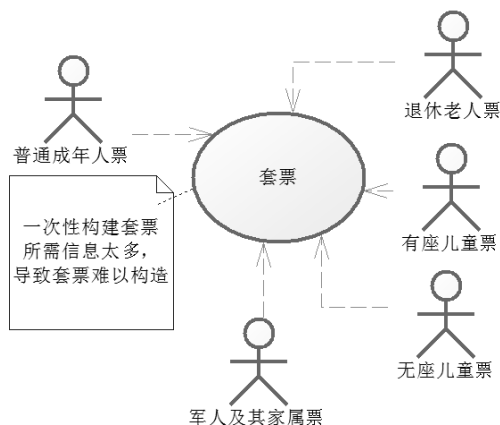 退休老人票
普通成年人票
套票
一次性构建套票
所需信息太多，
导致套票难以构造
有座儿童票
无座儿童票
军人及其家属票